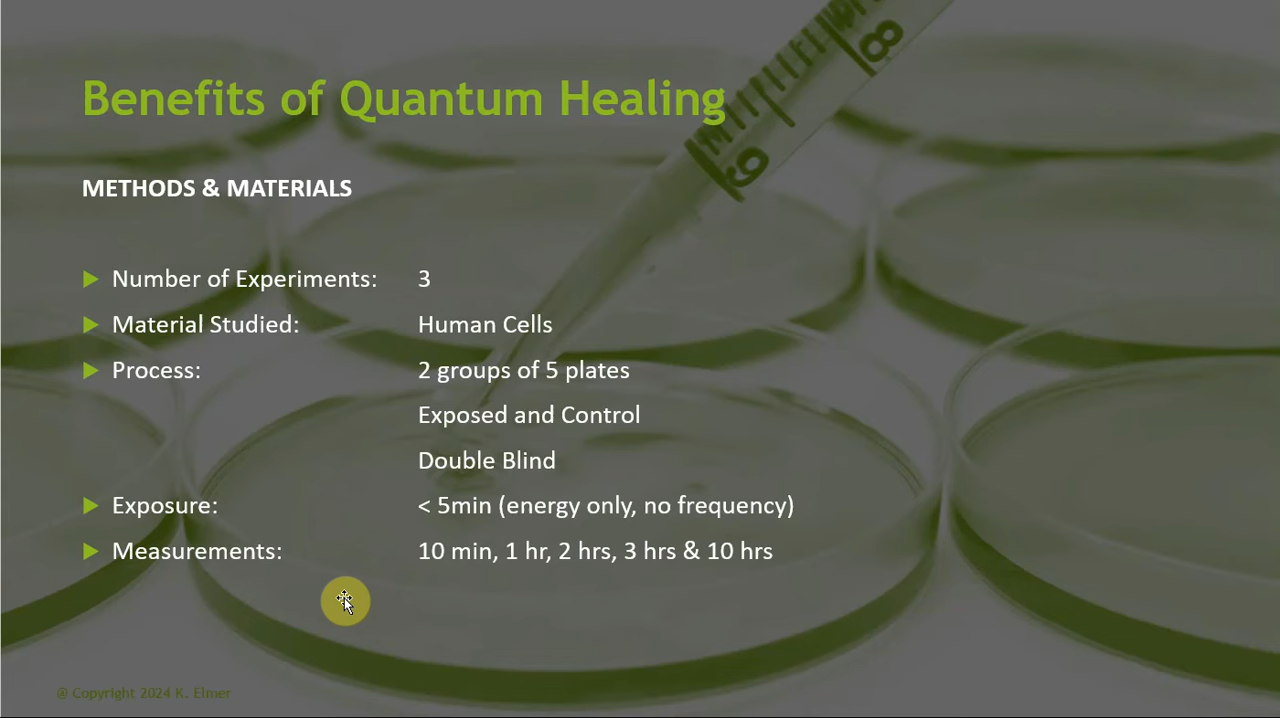 Benefits of Quantum Healing
METHODS & MATERIALS
Number of Experiments: 3
Material Studied: Human Cells
Process: 2 groups of 5 plates
Exposed and Control
Double Blind
Exposure: < 5min (energy only, no frequency)
Measurements: 10 min, 1 hr, 2 hrs, 3 hrs & 10 hrs
8
9
@ Copyright 2024 K. Elmer